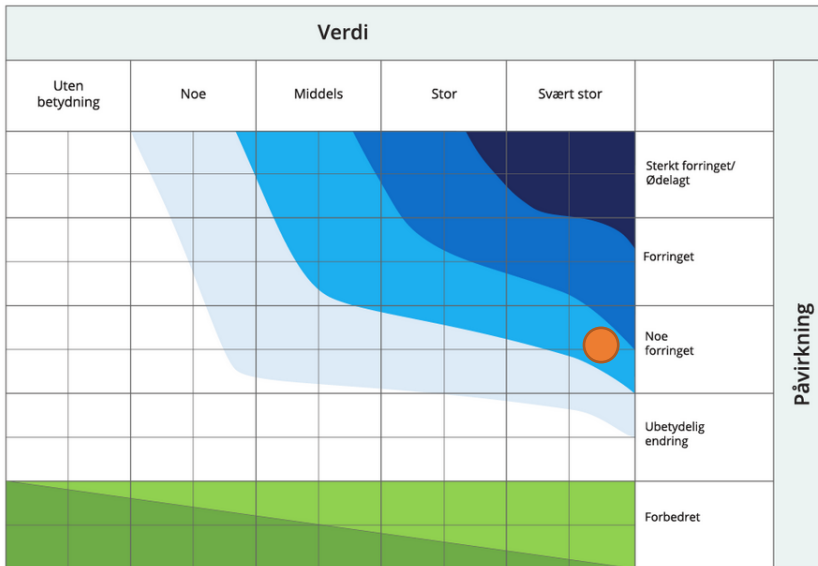 Verdi
Uten
betydning
Noe
Middels
Stor
Svært stor
Sterkt forringet/
Ødelagt
Forringet
Noe
forringet
Ubetydelig
endring
Forbedret
Påvirkning